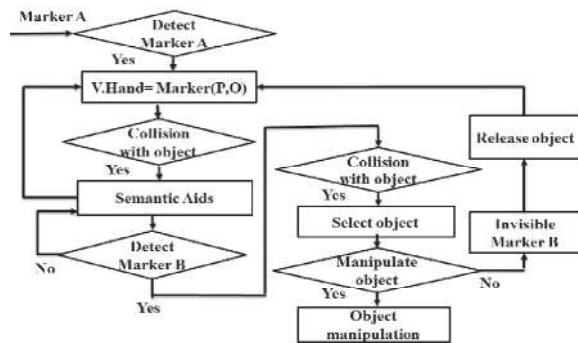 Marker A
Detect
Marker A
Yes
V.Hand= Marker(P,O)
Collision
with object
Yes
Semantic Aids
Detect
Marker B
No
Yes
Collision
with object
Yes
Select object
Manipulate
object
Yes
No
Object
manipulation
Invisible
Marker B
Release object